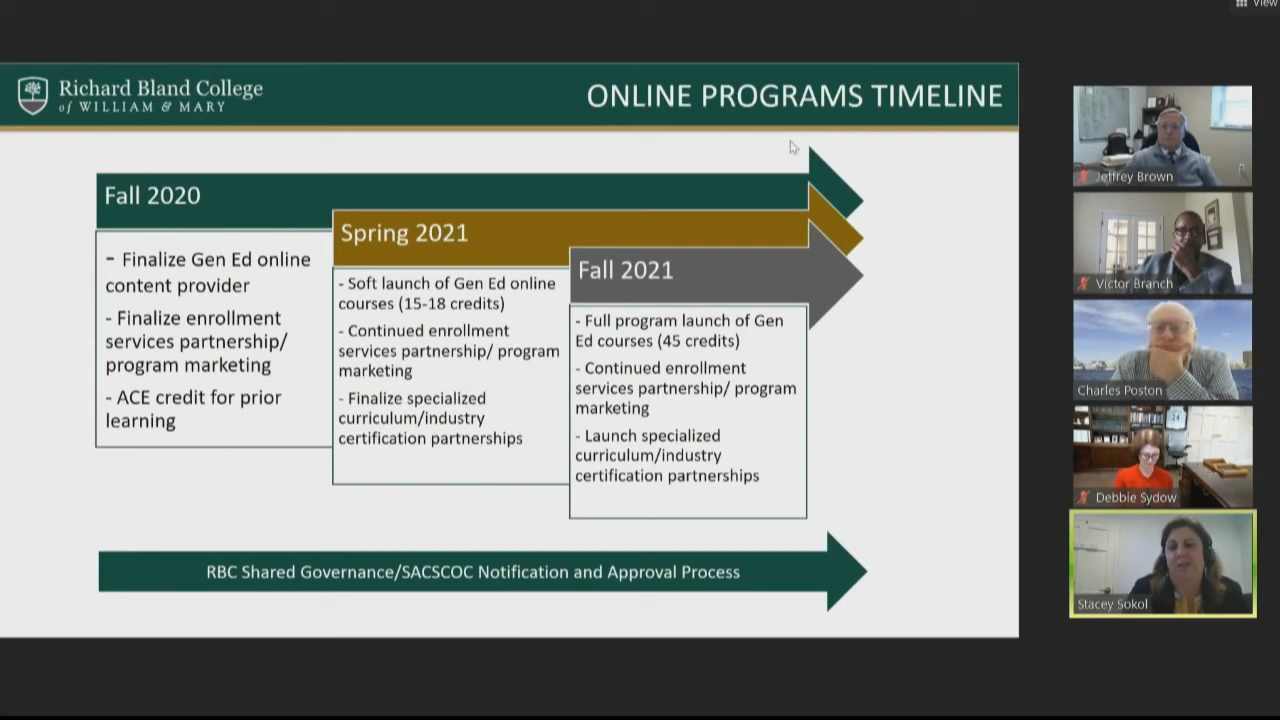 View
Richard Bland College
of WILLIAM & MARY
ONLINE PROGRAMS TIMELINE
Fall 2020
- Finalize Gen Ed online
content provider
- Finalize enrollment
services partnership/
program marketing
- ACE credit for prior
learning
Spring 2021
- Soft launch of Gen Ed online
courses (15-18 credits)
- Continued enrollment
services partnership/ program
marketing
- Finalize specialized
curriculum/industry
certification partnerships
Fall 2021
- Full program launch of Gen
Ed courses (45 credits)
- Continued enrollment
services partnership/ program
marketing
- Launch specialized
curriculum/industry
certification partnerships
RBC Shared Governance/SACSCOC Notification and Approval Process
Jeffrey Brown
Victor Branch
Charles Poston
24
Debbie Sydow
Stacey Sokol